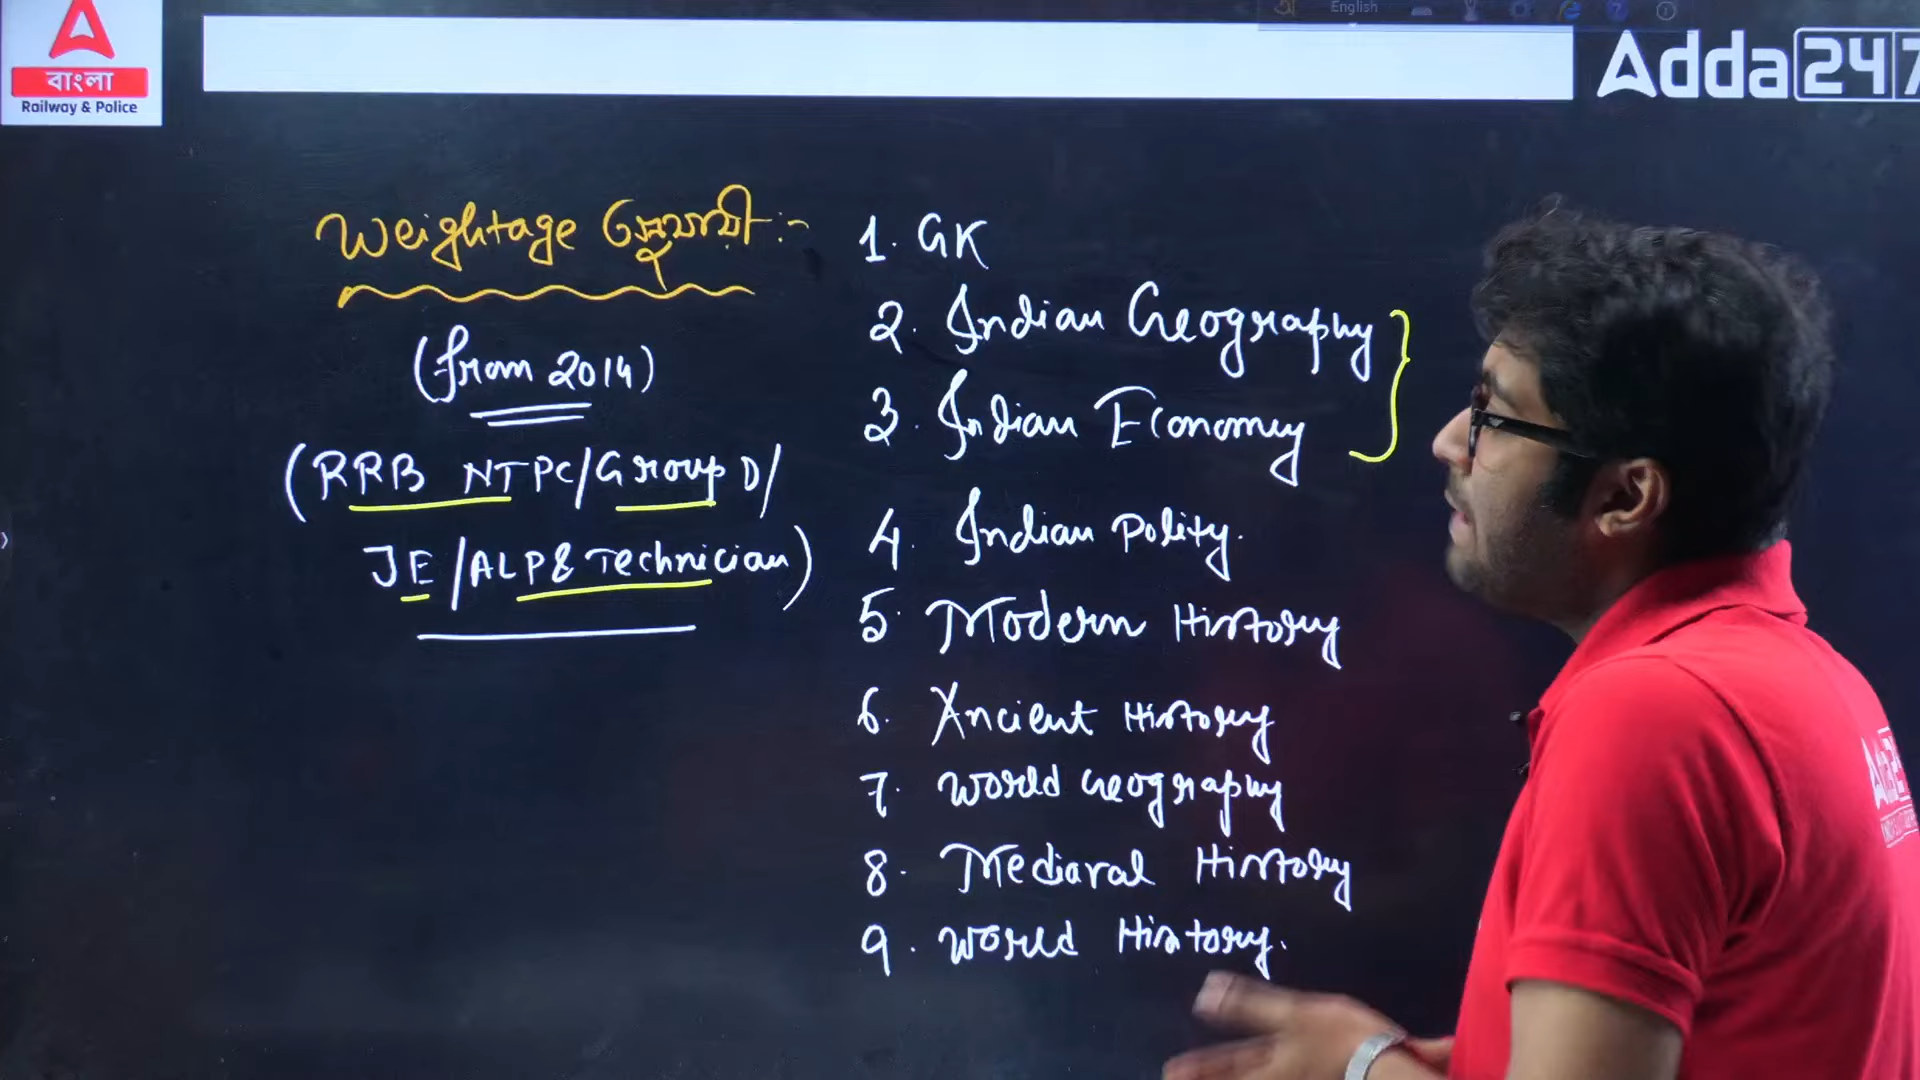 বাংলা
Railway & Police
English
Adda247
Weightage অনুযায়ী :-
(from 2014)
(RRB NTPC/Group D/
JE/ALP & Technician)
1. GK
2. Indian Geography
3. Indian Economy
4. Indian Polity.
5. Modern History
6. Ancient History
7. World Geography
8. Mediaval History
9. World History.